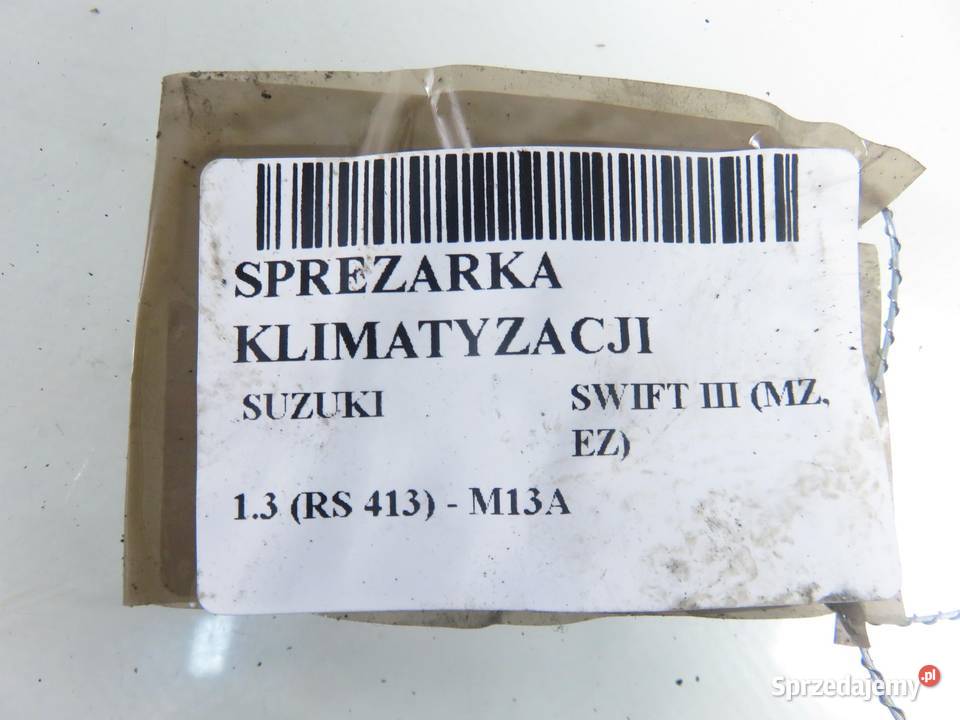 SPREZARKA
KLIMATYZACJI
SUZUKI SWIFT III (MZ,
EZ)
1.3 (RS 413) - M13A
Sprzedajemy.pl